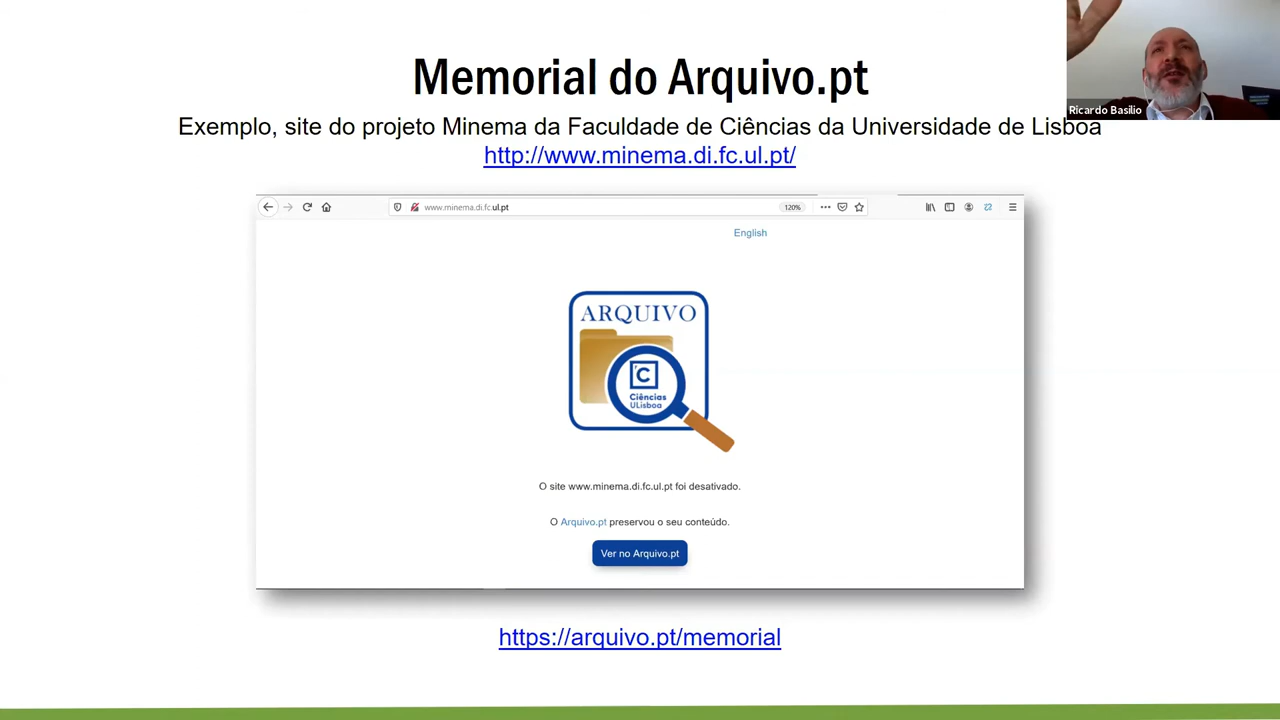 Memorial do Arquivo.pt
Ricardo Basílio
Exemplo, site do projeto Minema da Faculdade de Ciências da Universidade de Lisboa
http://www.minema.di.fc.ul.pt/
www.minema.di.fc.ul.pt
120%
English
ARQUIVO
Ciências
ULisboa
O site www.minema.di.fc.ul.pt foi desativado.
O Arquivo.pt preservou o seu conteúdo.
Ver no Arquivo.pt
https://arquivo.pt/memorial